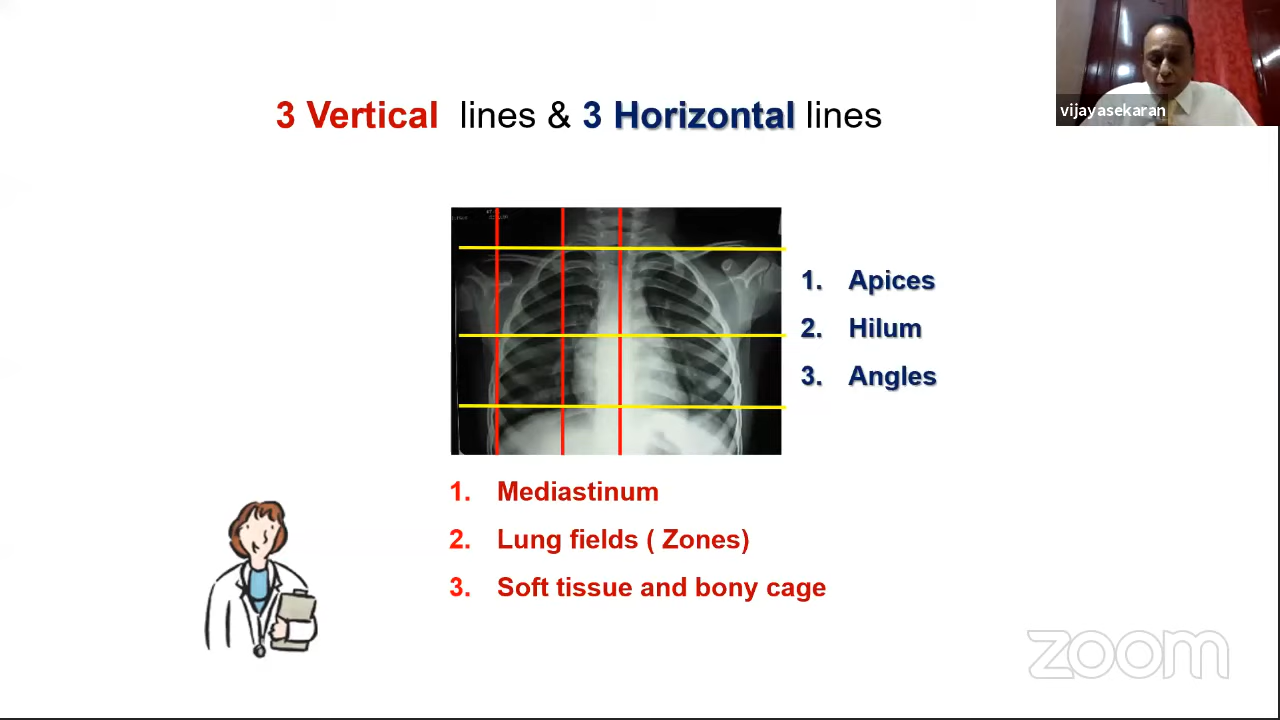 vijayasekaran
3 Vertical lines & 3 Horizontal lines
1. Apices
2. Hilum
3. Angles
1. Mediastinum
2. Lung fields ( Zones)
3. Soft tissue and bony cage
zoom